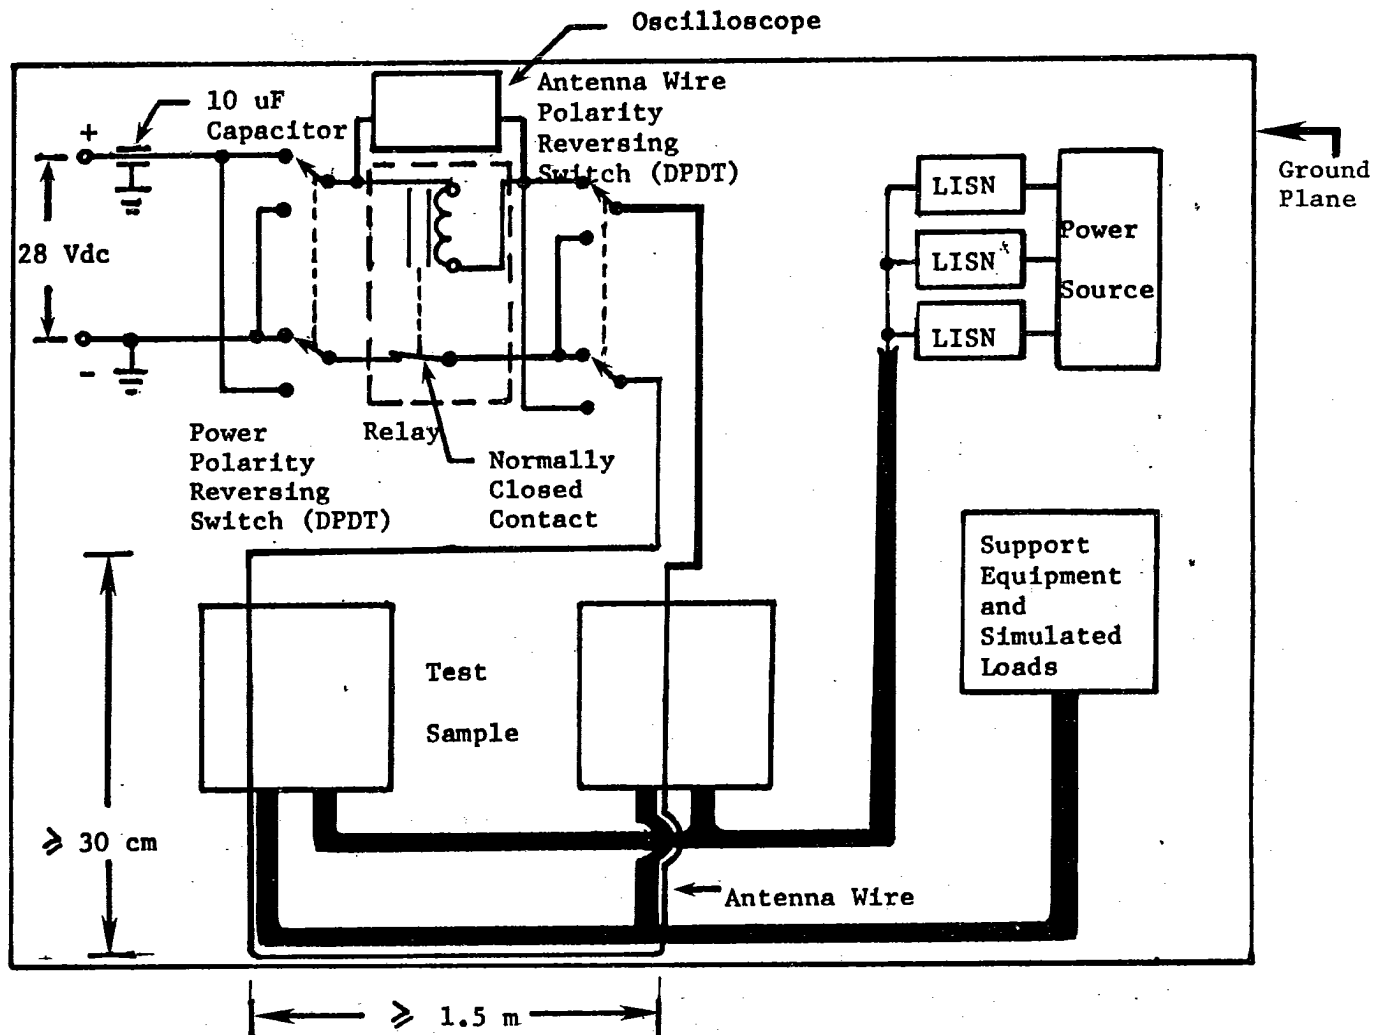 Oscilloscope
10 uF
Capacitor
Antenna Wire
Polarity
Reversing
Switch (DPDT)
+
28 Vdc
-
LISN
LISN
LISN
Power
Source
Ground
Plane
Power
Polarity
Reversing
Switch (DPDT)
Relay
Normally
Closed
Contact
Support
Equipment
and
Simulated
Loads
Test
Sample
⩾ 30 cm
Antenna Wire
⩾ 1.5 m